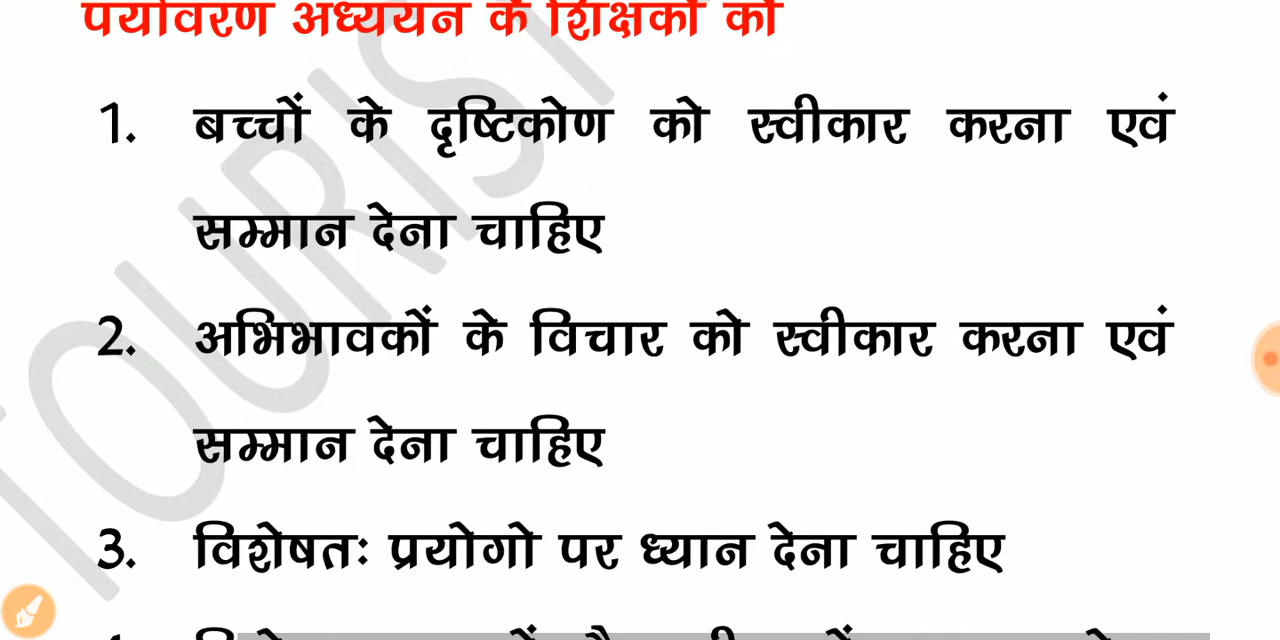 पर्यावरण अध्ययन के शिक्षकों को
1. बच्चों के दृष्टिकोण को स्वीकार करना एवं
सम्मान देना चाहिए
2. अभिभावकों के विचार को स्वीकार करना एवं
सम्मान देना चाहिए
3. विशेषतः प्रयोगो पर ध्यान देना चाहिए
TOURIST